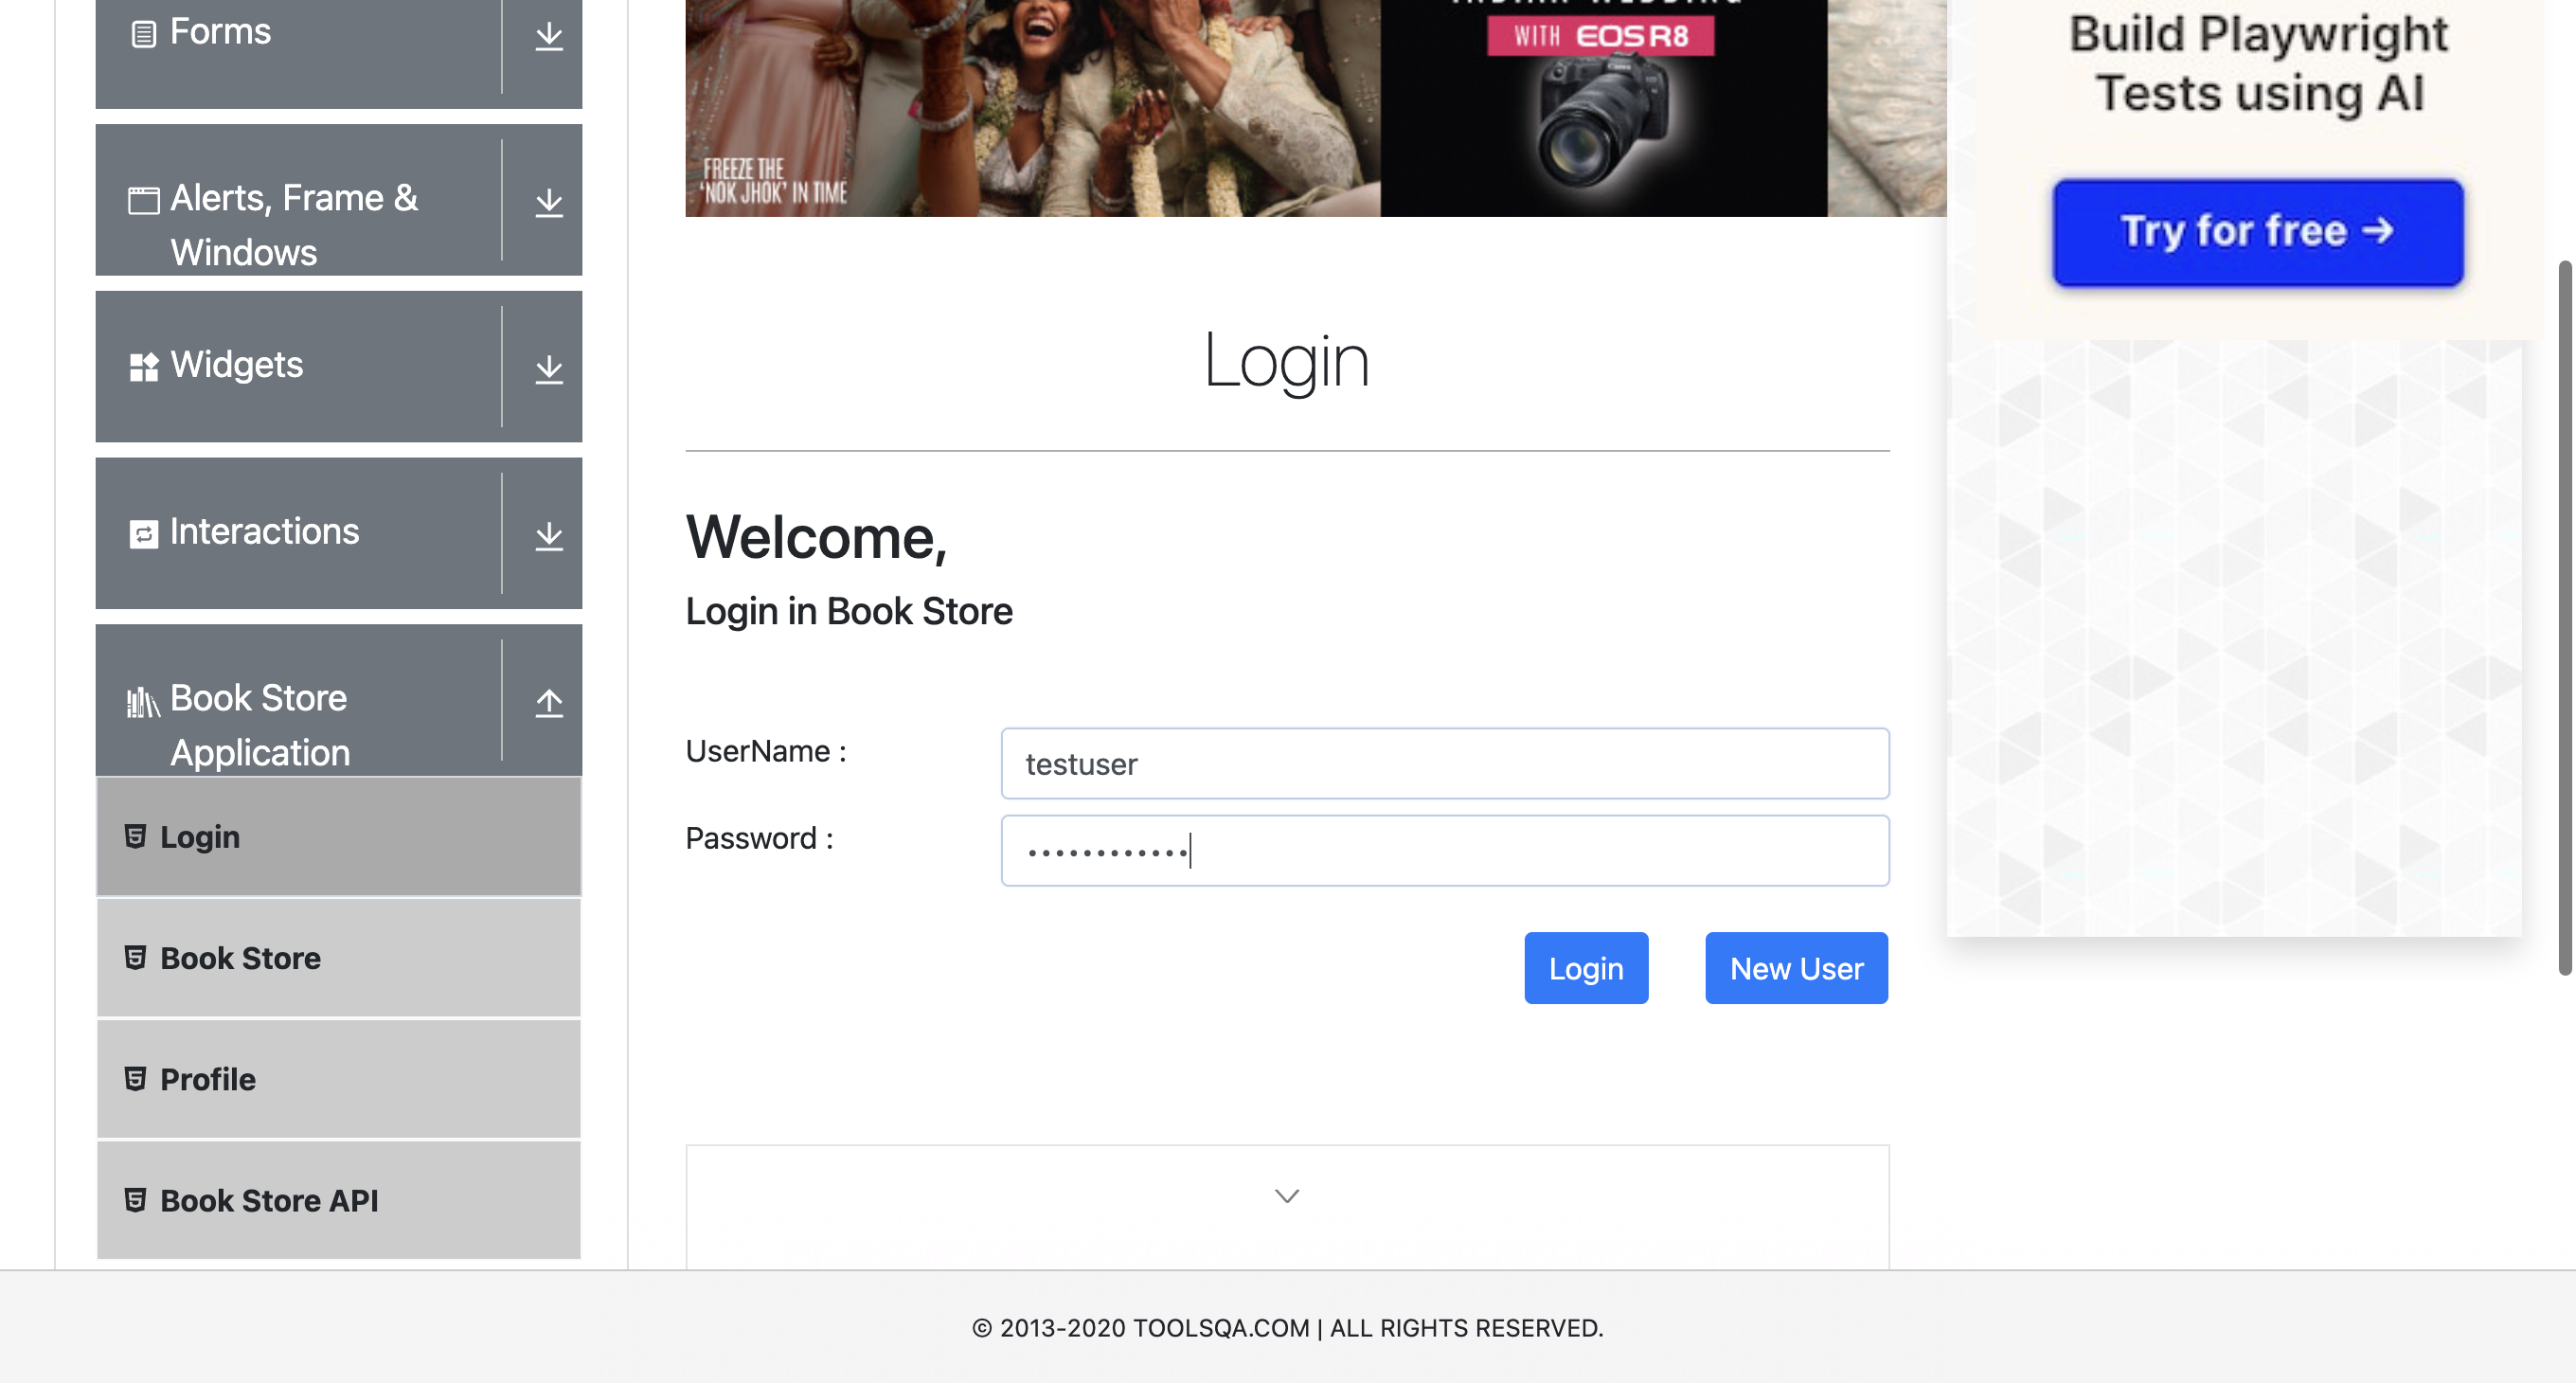 Forms
Alerts, Frame &
Windows
Widgets
Interactions
Book Store
Application
Login
Book Store
Profile
Book Store API
WITH EOS R8
Canon
FREEZE THE
'NOK JHOK' IN TIME
Login
Welcome,
Login in Book Store
UserName :
testuser
Password :
••••••••••••
Login
New User
Build Playwright
Tests using AI
Try for free →
© 2013-2020 TOOLSQA.COM | ALL RIGHTS RESERVED.